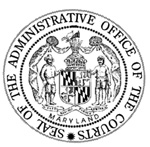 SEAL OF THE ADMINISTRATIVE OFFICE OF THE COURTS
MARYLAND